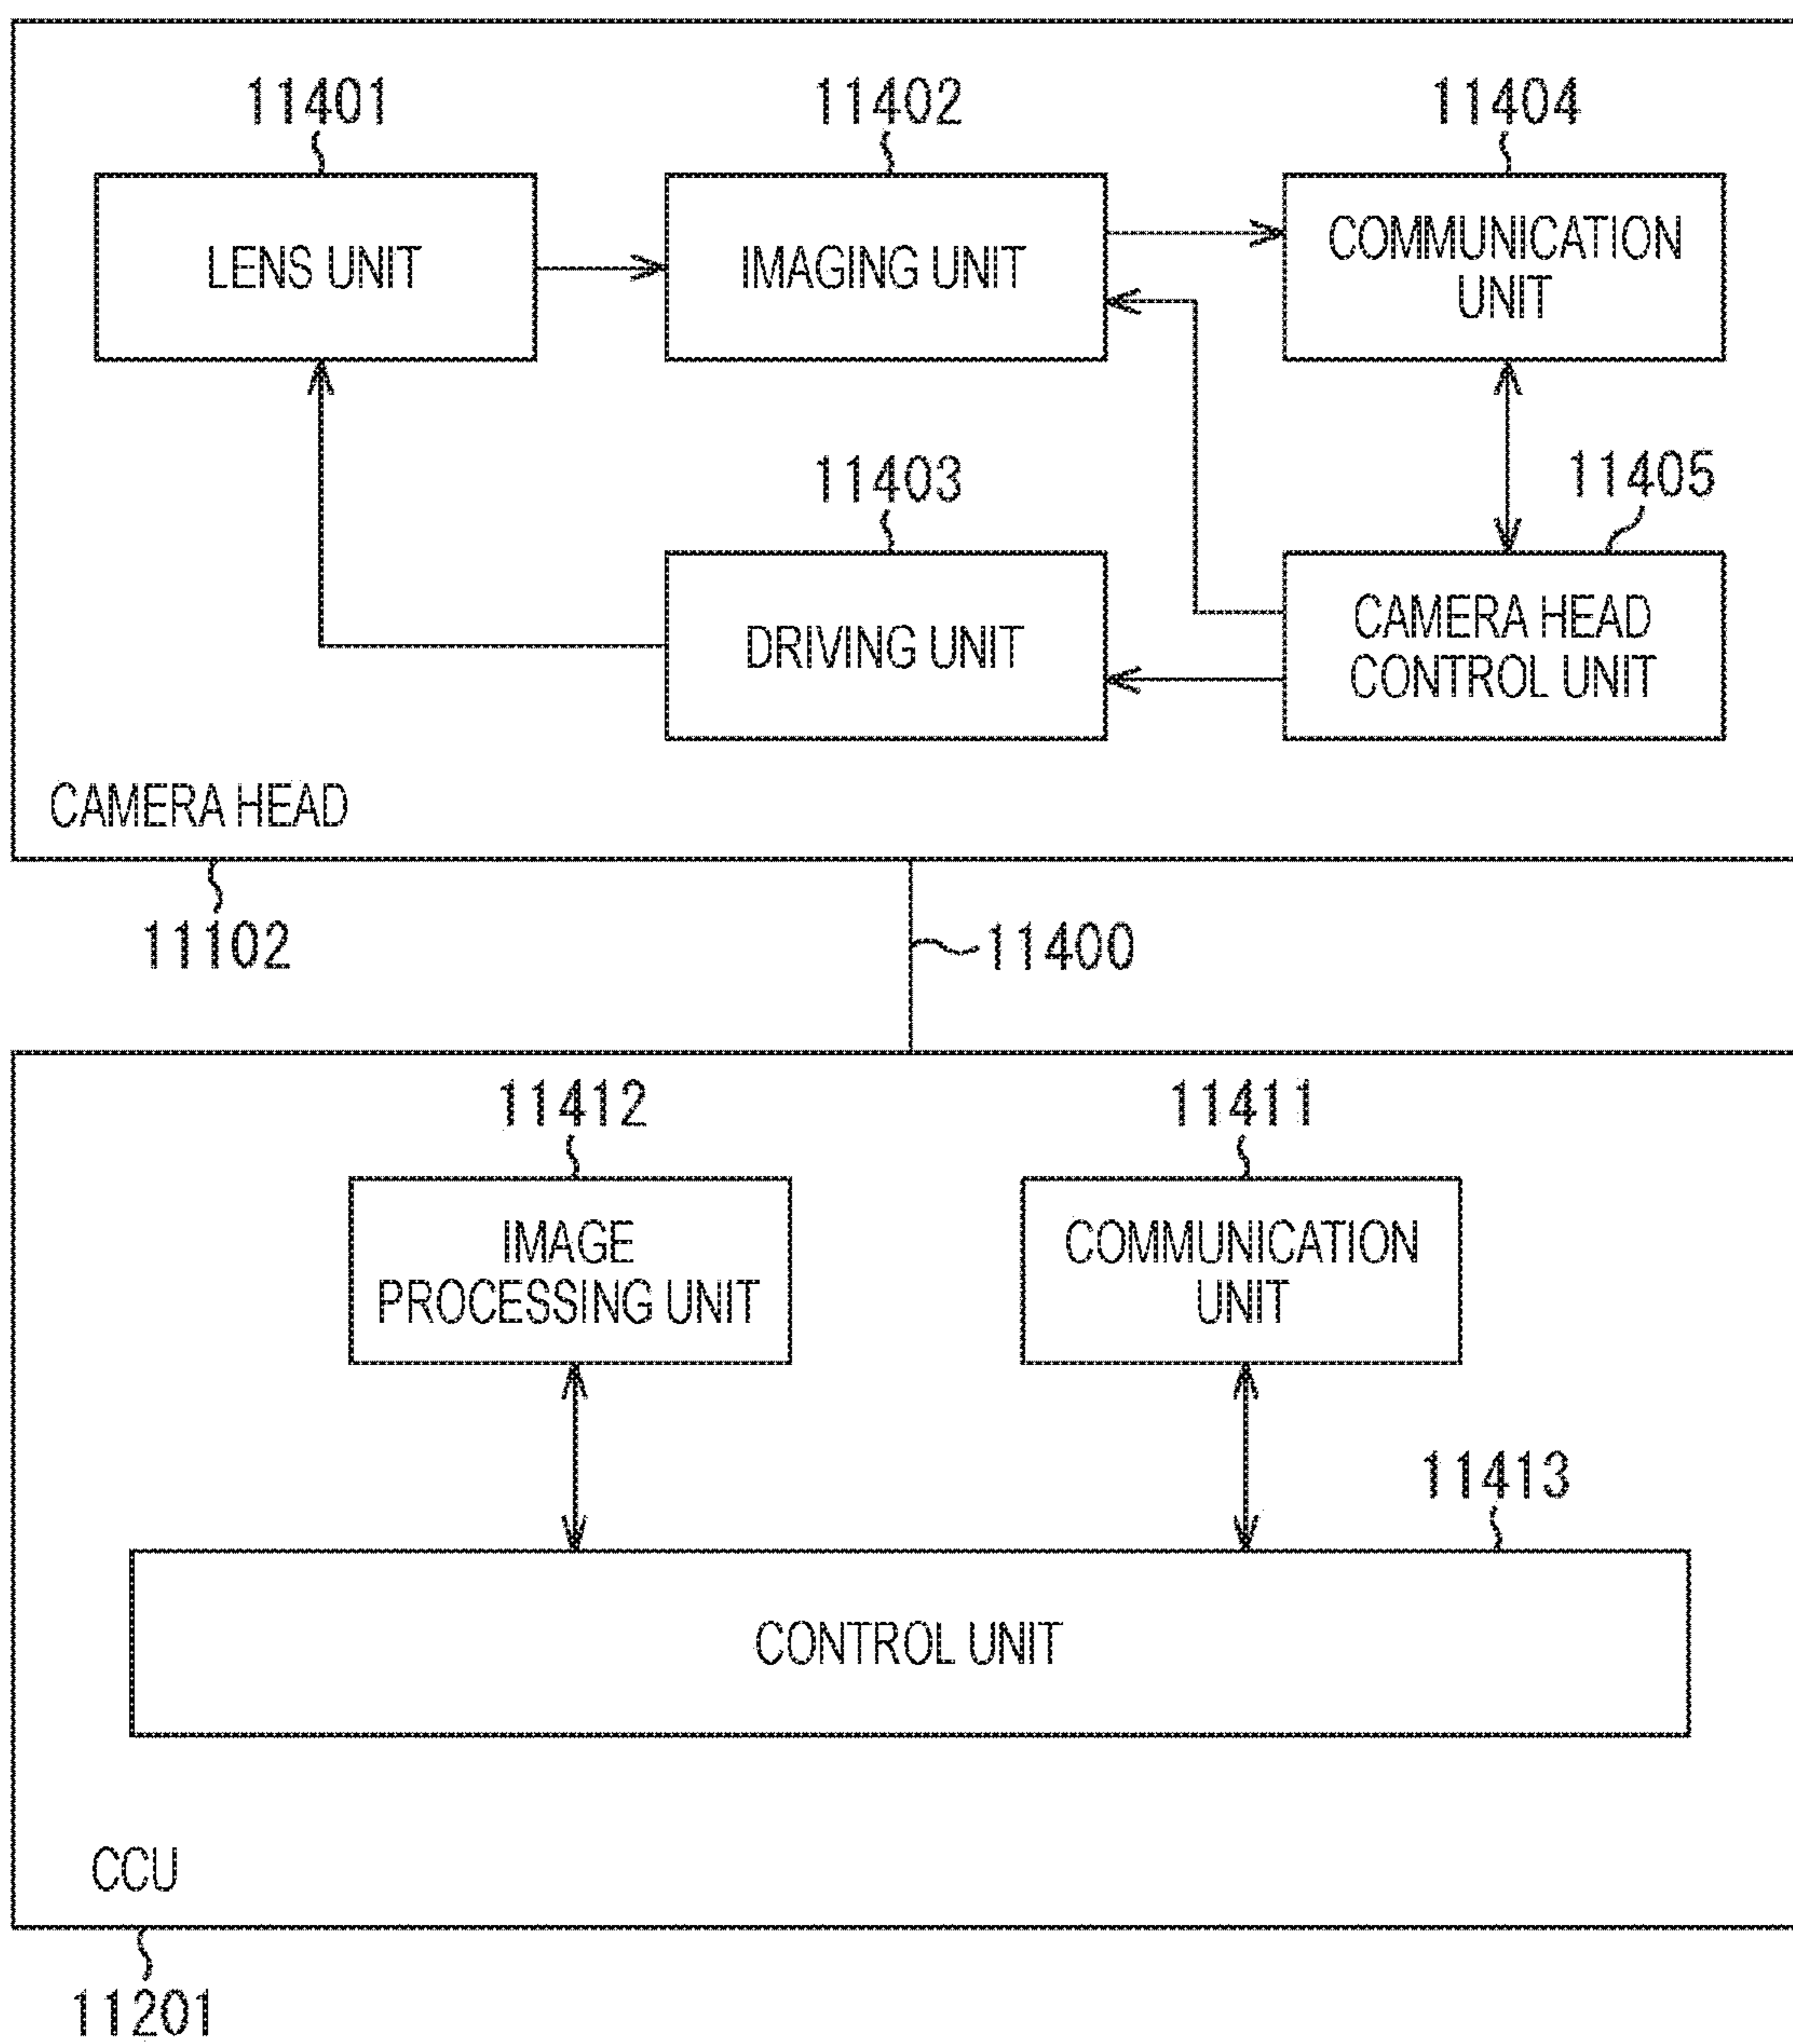 11401
11402
11404
LENS UNIT
IMAGING UNIT
COMMUNICATION
UNIT
11403
11405
DRIVING UNIT
CAMERA HEAD
CONTROL UNIT
CAMERA HEAD
11102
11400
11412
11411
IMAGE
PROCESSING UNIT
COMMUNICATION
UNIT
11413
CONTROL UNIT
CCU
11201